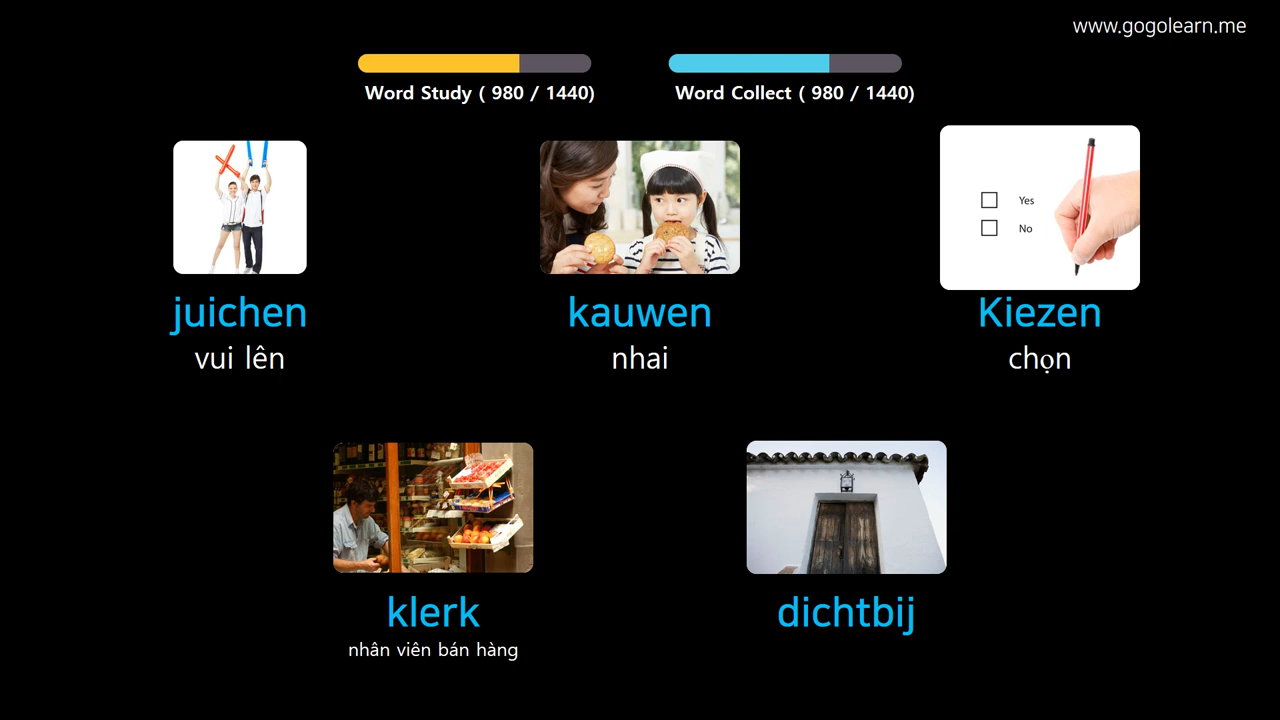 www.gogolearn.me
Word Study ( 980 / 1440)
Word Collect ( 980 / 1440)
Yes
No
juichen
kauwen
Kiezen
vui lên
nhai
chọn
klerk
dichtbij
nhân viên bán hàng